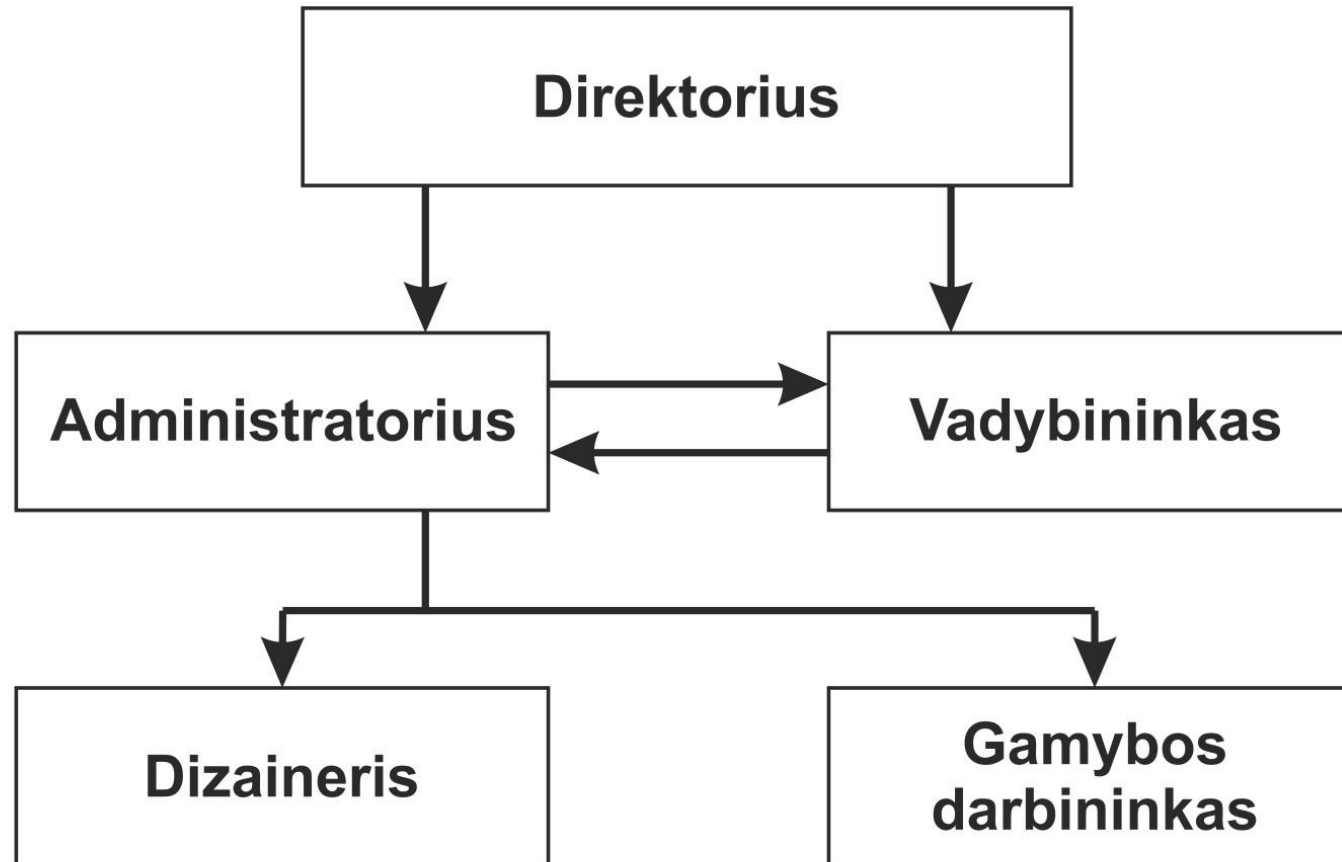 Direktorius
Administratorius
Vadybininkas
Dizaineris
Gamybos
darbininkas